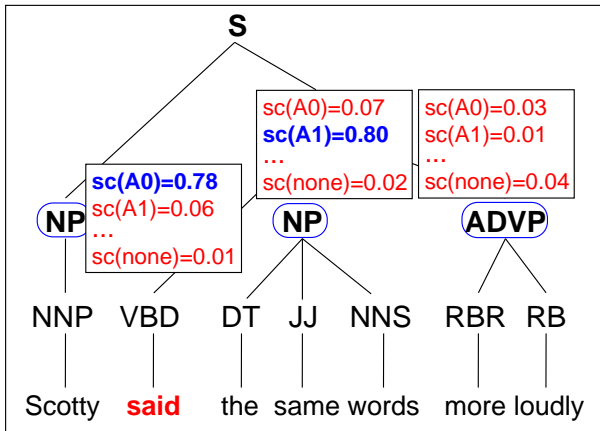 S
sc(A0)=0.07
sc(A1)=0.80
...
sc(none)=0.02
sc(A0)=0.03
sc(A1)=0.01
...
sc(none)=0.04
sc(A0)=0.78
sc(A1)=0.06
...
sc(none)=0.01
NP NP ADVP
NNP VBD DT JJ NNS RBR RB
Scotty said the same words more loudly